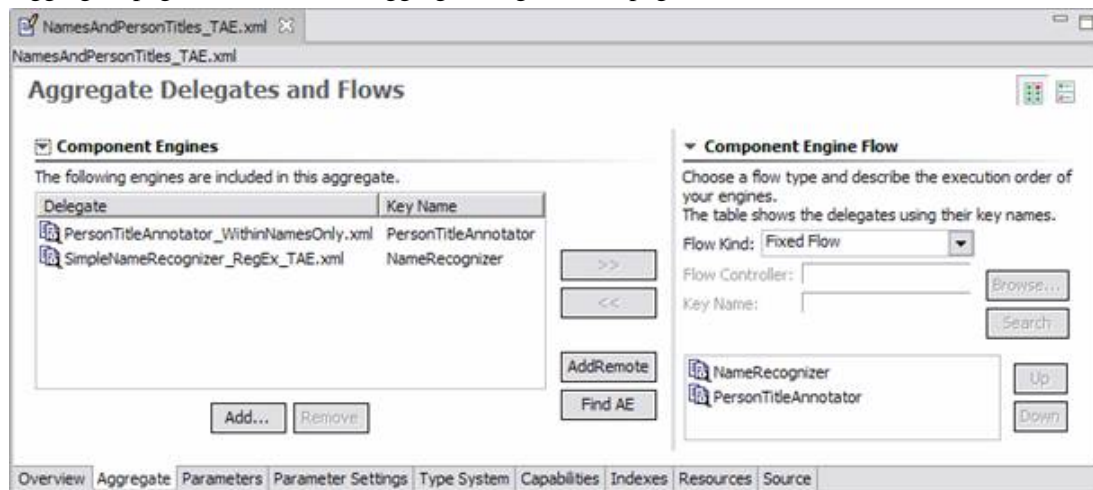 NamesAndPersonTitles_TAE.xml
NamesAndPersonTitles_TAE.xml
Aggregate Delegates and Flows
Component Engines
The following engines are included in this aggregate.
Delegate Key Name
PersonTitleAnnotator_WithinNamesOnly.xml PersonTitleAnnotator
SimpleNameRecognizer_RegEx_TAE.xml NameRecognizer
>>
<<
AddRemote
Find AE
Add... Remove
Component Engine Flow
Choose a flow type and describe the execution order of
your engines.
The table shows the delegates using their key names.
Flow Kind: Fixed Flow
Flow Controller:
Browse...
Key Name:
Search
NameRecognizer
PersonTitleAnnotator
Up
Down
Overview Aggregate Parameters Parameter Settings Type System Capabilities Indexes Resources Source